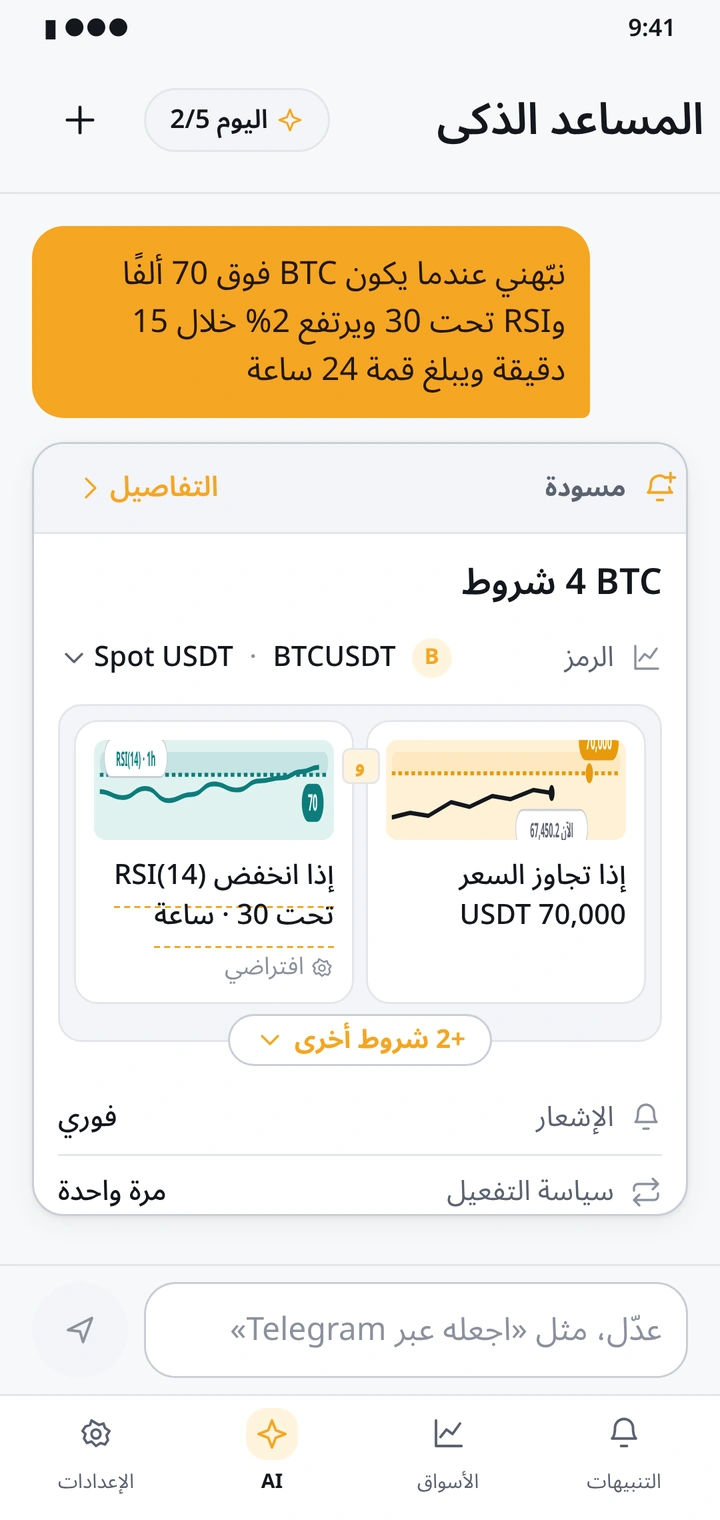 9:41
المساعد الذكى
اليوم 2/5
نبّهني عندما يكون BTC فوق 70 ألفًا
وRSI تحت 30 ويرتفع 2% خلال 15
دقيقة ويبلغ قمة 24 ساعة
مسودة
التفاصيل
BTC 4 شروط
الرمز
B
BTCUSDT · Spot USDT
70,000
الآن 67,450.2
إذا تجاوز السعر
70,000 USDT
و
RSI(14) · 1h
70
إذا انخفض RSI(14)
تحت 30 · ساعة
افتراضي
+2 شروط أخرى
الإشعار
فوري
سياسة التفعيل
مرة واحدة
عدّل، مثل «اجعله عبر Telegram»
التنبيهات
الأسواق
AI
الإعدادات